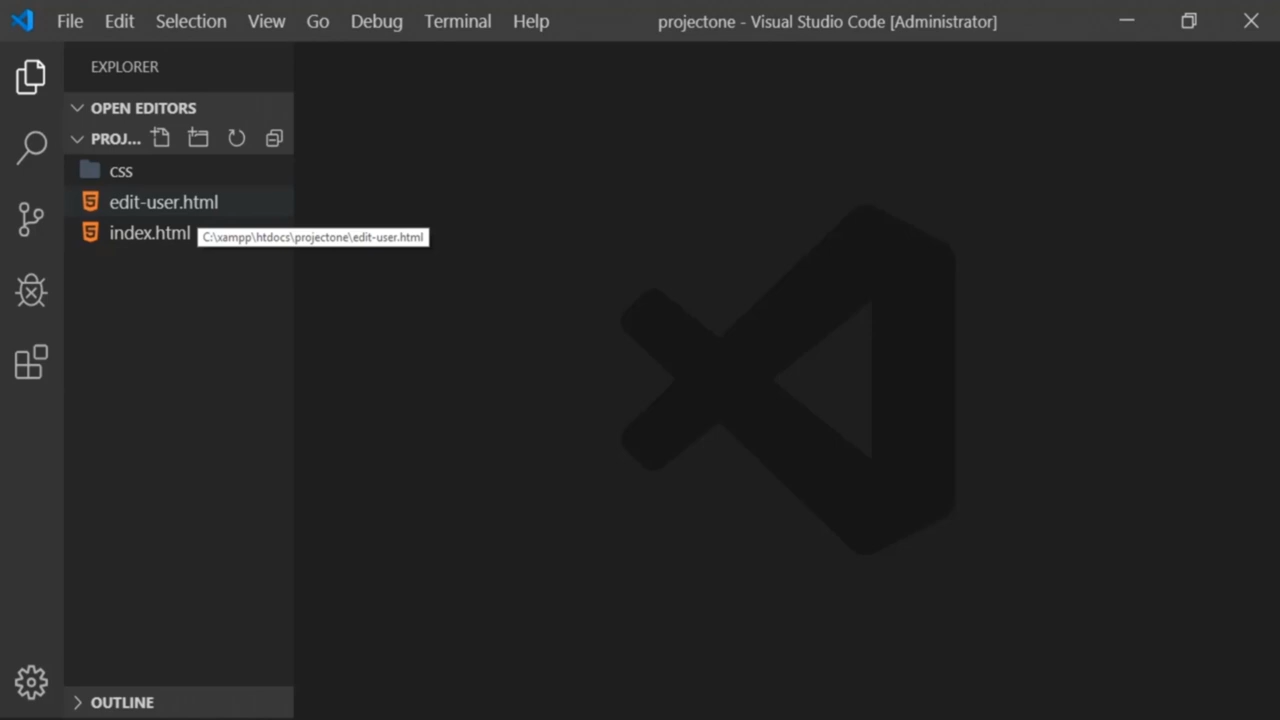 File Edit Selection View Go Debug Terminal Help projectone - Visual Studio Code [Administrator]
EXPLORER
OPEN EDITORS
PROJ...
css
edit-user.html
index.html
C:\xampp\htdocs\projectone\edit-user.html
OUTLINE